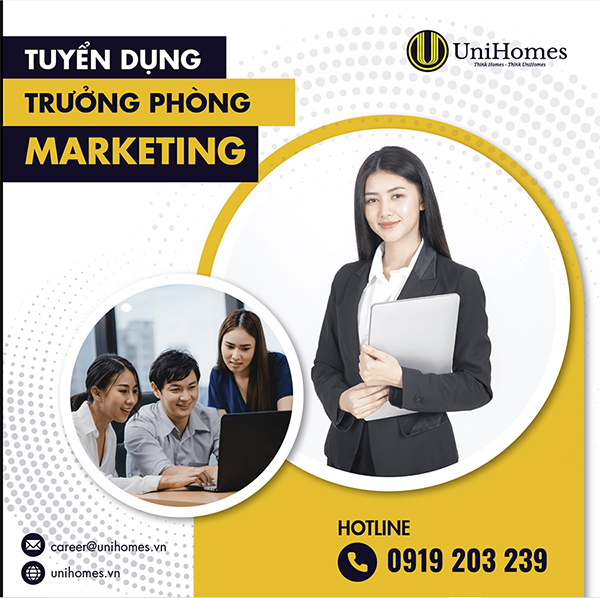 TUYỂN DỤNG
TRƯỞNG PHÒNG
MARKETING
UniHomes
Think Homes - Think UniHomes
HOTLINE
0919 203 239
career@unihomes.vn
unihomes.vn